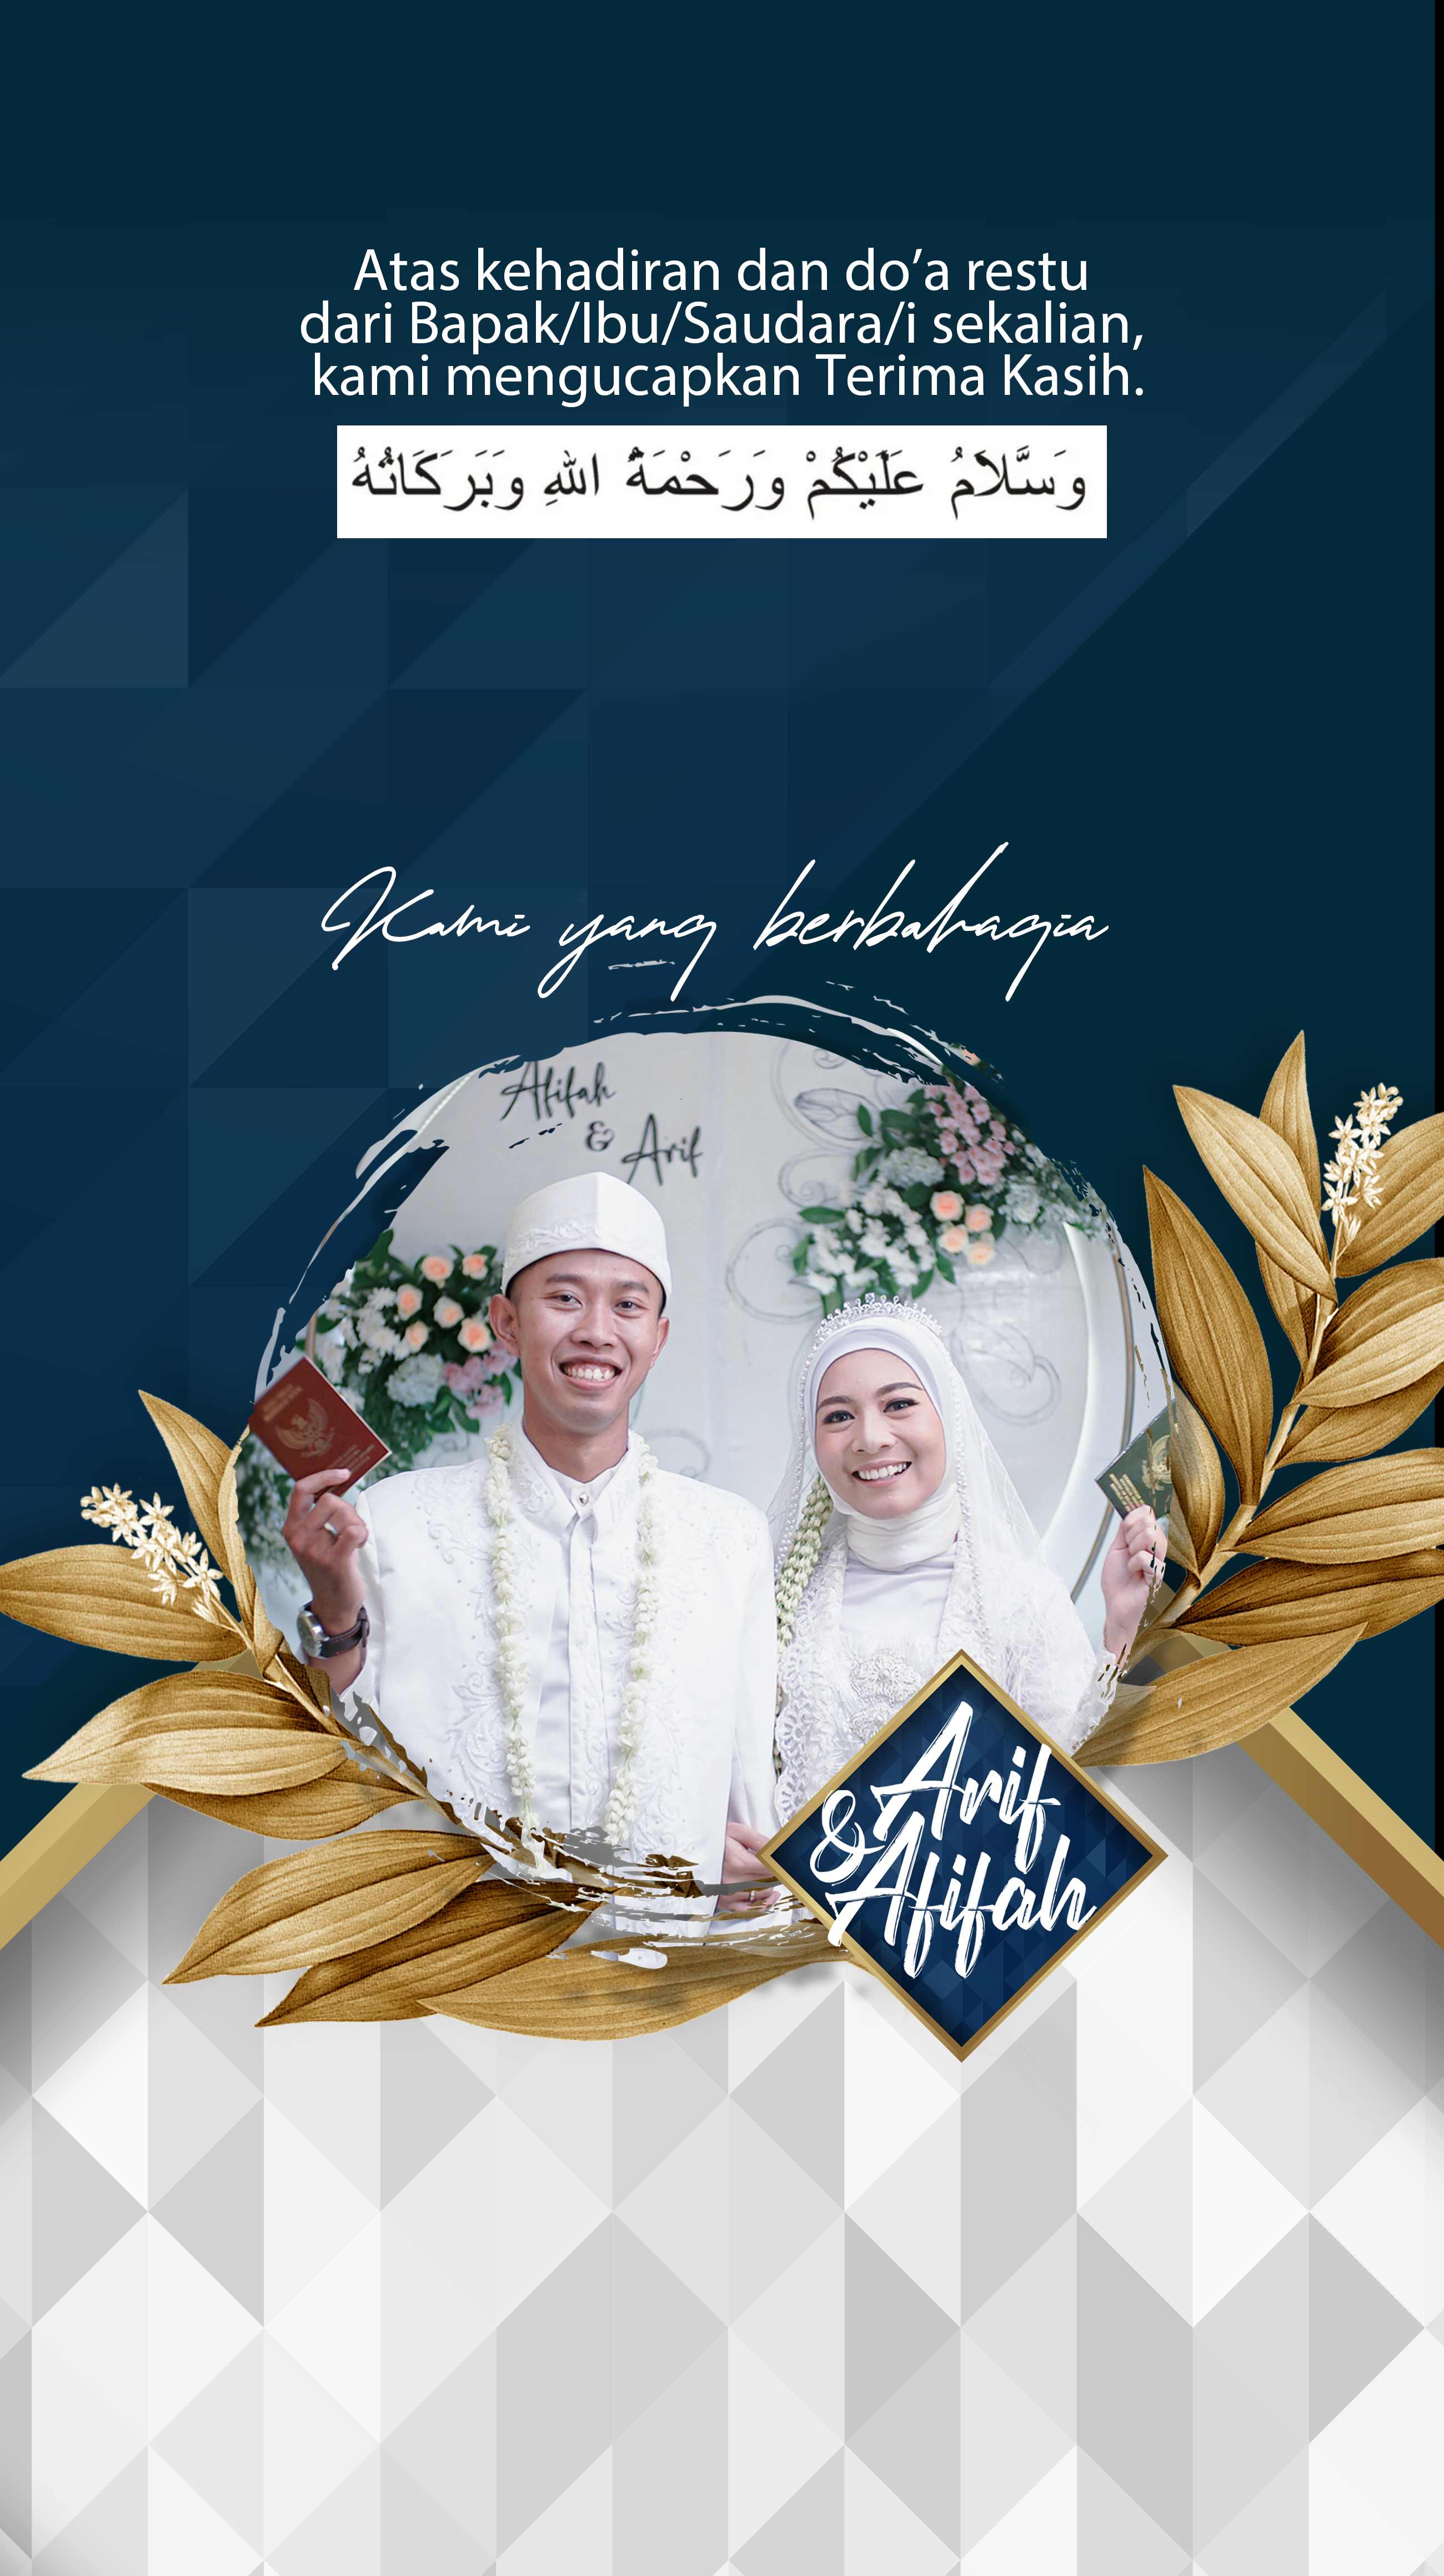 Atas kehadiran dan do’a restu
dari Bapak/Ibu/Saudara/i sekalian,
kami mengucapkan Terima Kasih.
وَسَّلَامُ عَلَيْكُمْ وَرَحْمَةُ اللهِ وَبَرَكَاتُهُ
Kami yang berbahagia
Afifah
& Arif
Arif
& Afifah